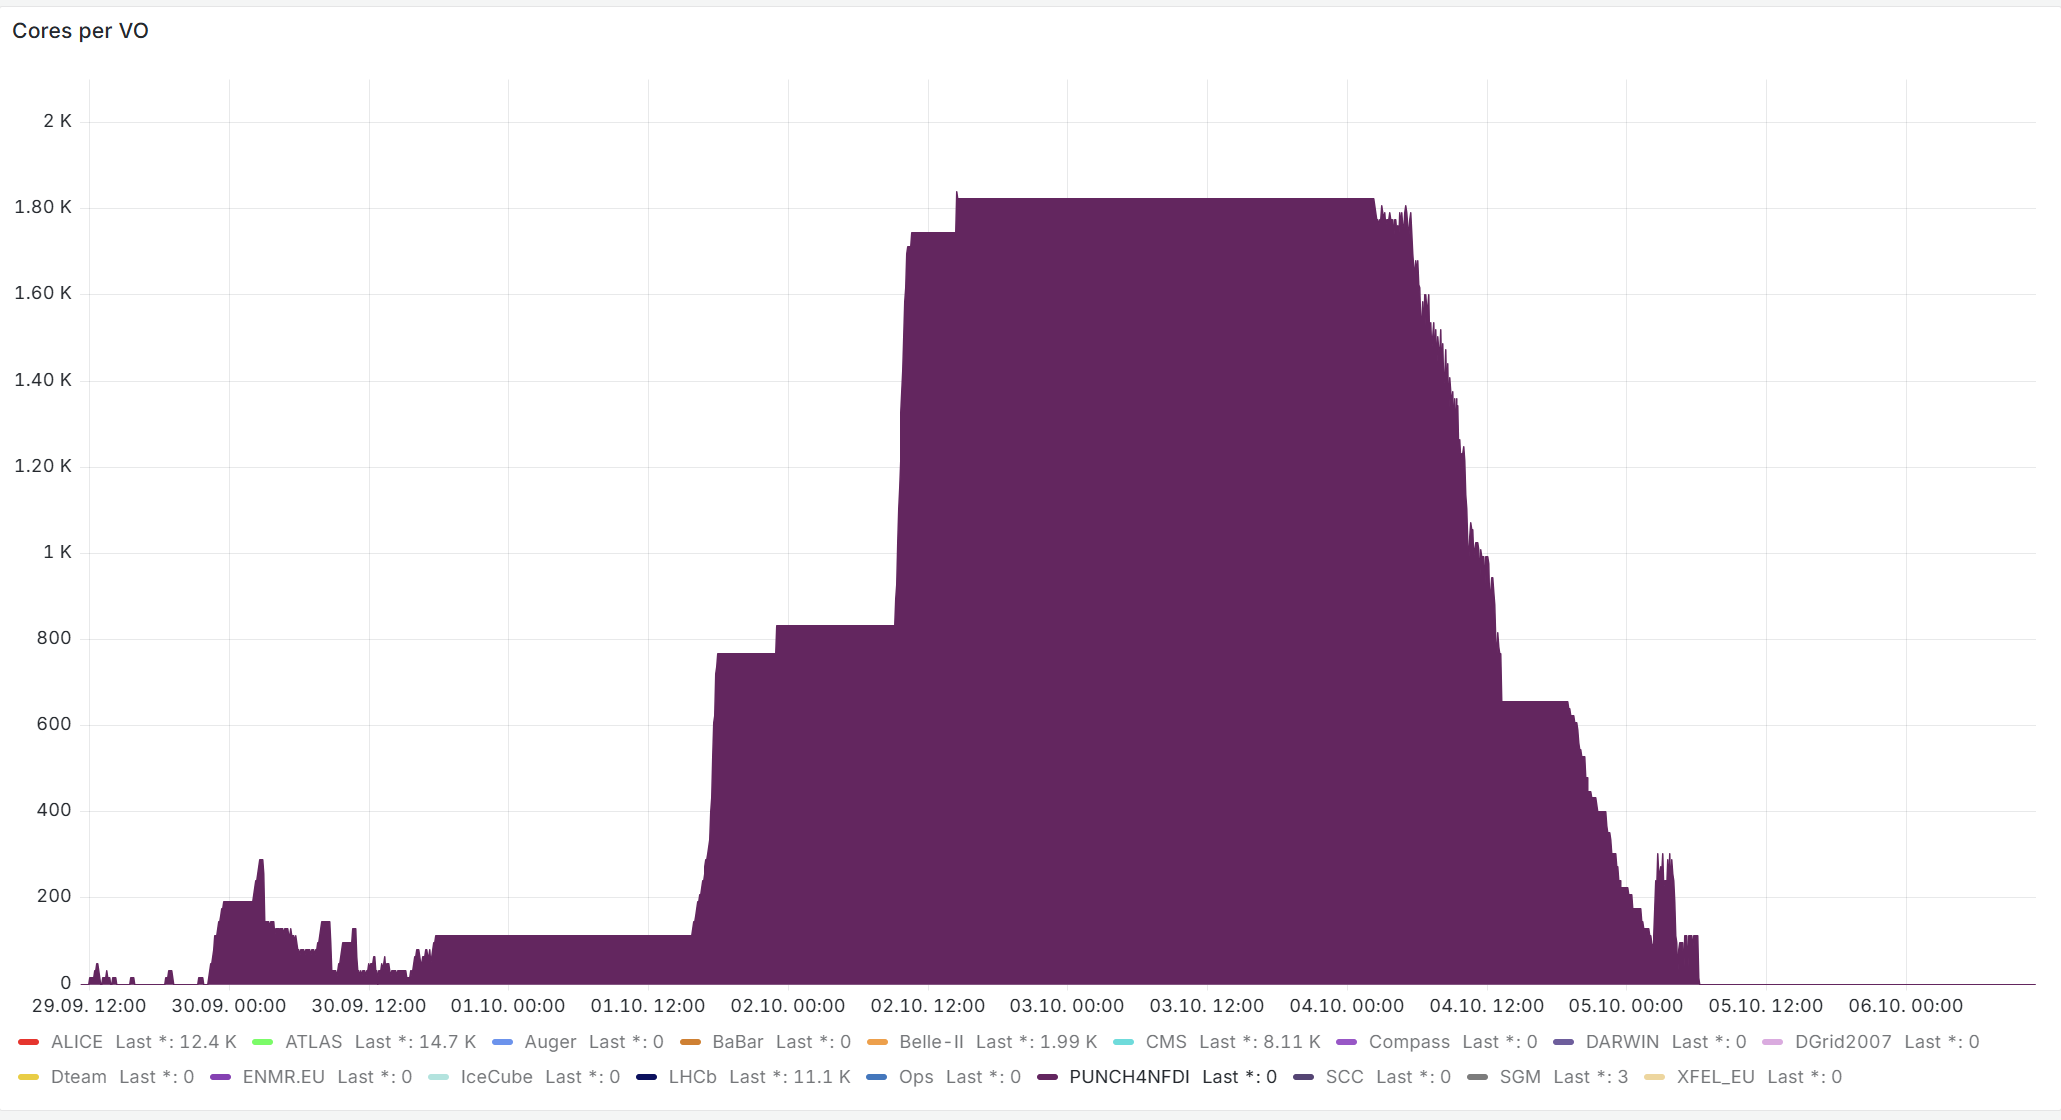 Cores per VO
2 K
1.80 K
1.60 K
1.40 K
1.20 K
1 K
800
600
400
200
0
29.09. 12:00 30.09. 00:00 30.09. 12:00 01.10. 00:00 01.10. 12:00 02.10. 00:00 02.10. 12:00 03.10. 00:00 03.10. 12:00 04.10. 00:00 04.10. 12:00 05.10. 00:00 05.10. 12:00 06.10. 00:00
ALICE Last *: 12.4 K ATLAS Last *: 14.7 K Auger Last *: 0 BaBar Last *: 0 Belle-II Last *: 1.99 K CMS Last *: 8.11 K Compass Last *: 0 DARWIN Last *: 0 DGrid2007 Last *: 0
Dteam Last *: 0 ENMR.EU Last *: 0 IceCube Last *: 0 LHCb Last *: 11.1 K Ops Last *: 0 PUNCH4NFDI Last *: 0 SCC Last *: 0 SGM Last *: 3 XFEL_EU Last *: 0